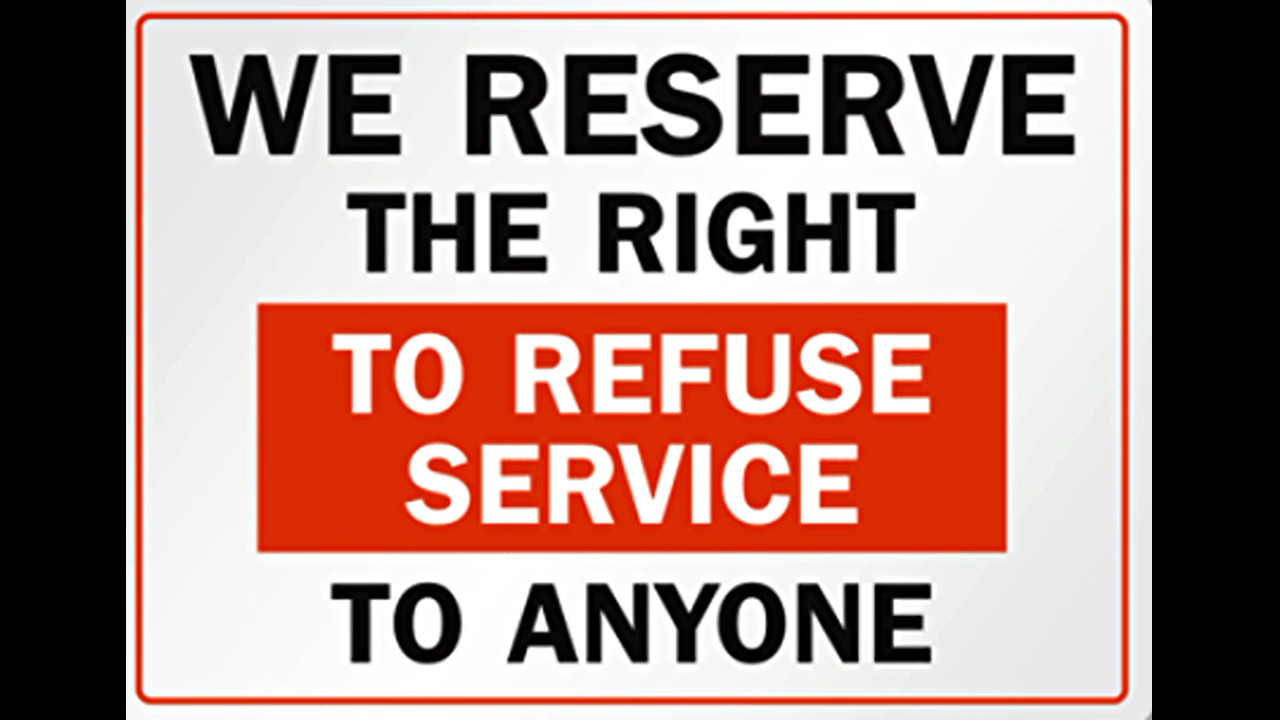 WE RESERVE
THE RIGHT
TO REFUSE
SERVICE
TO ANYONE